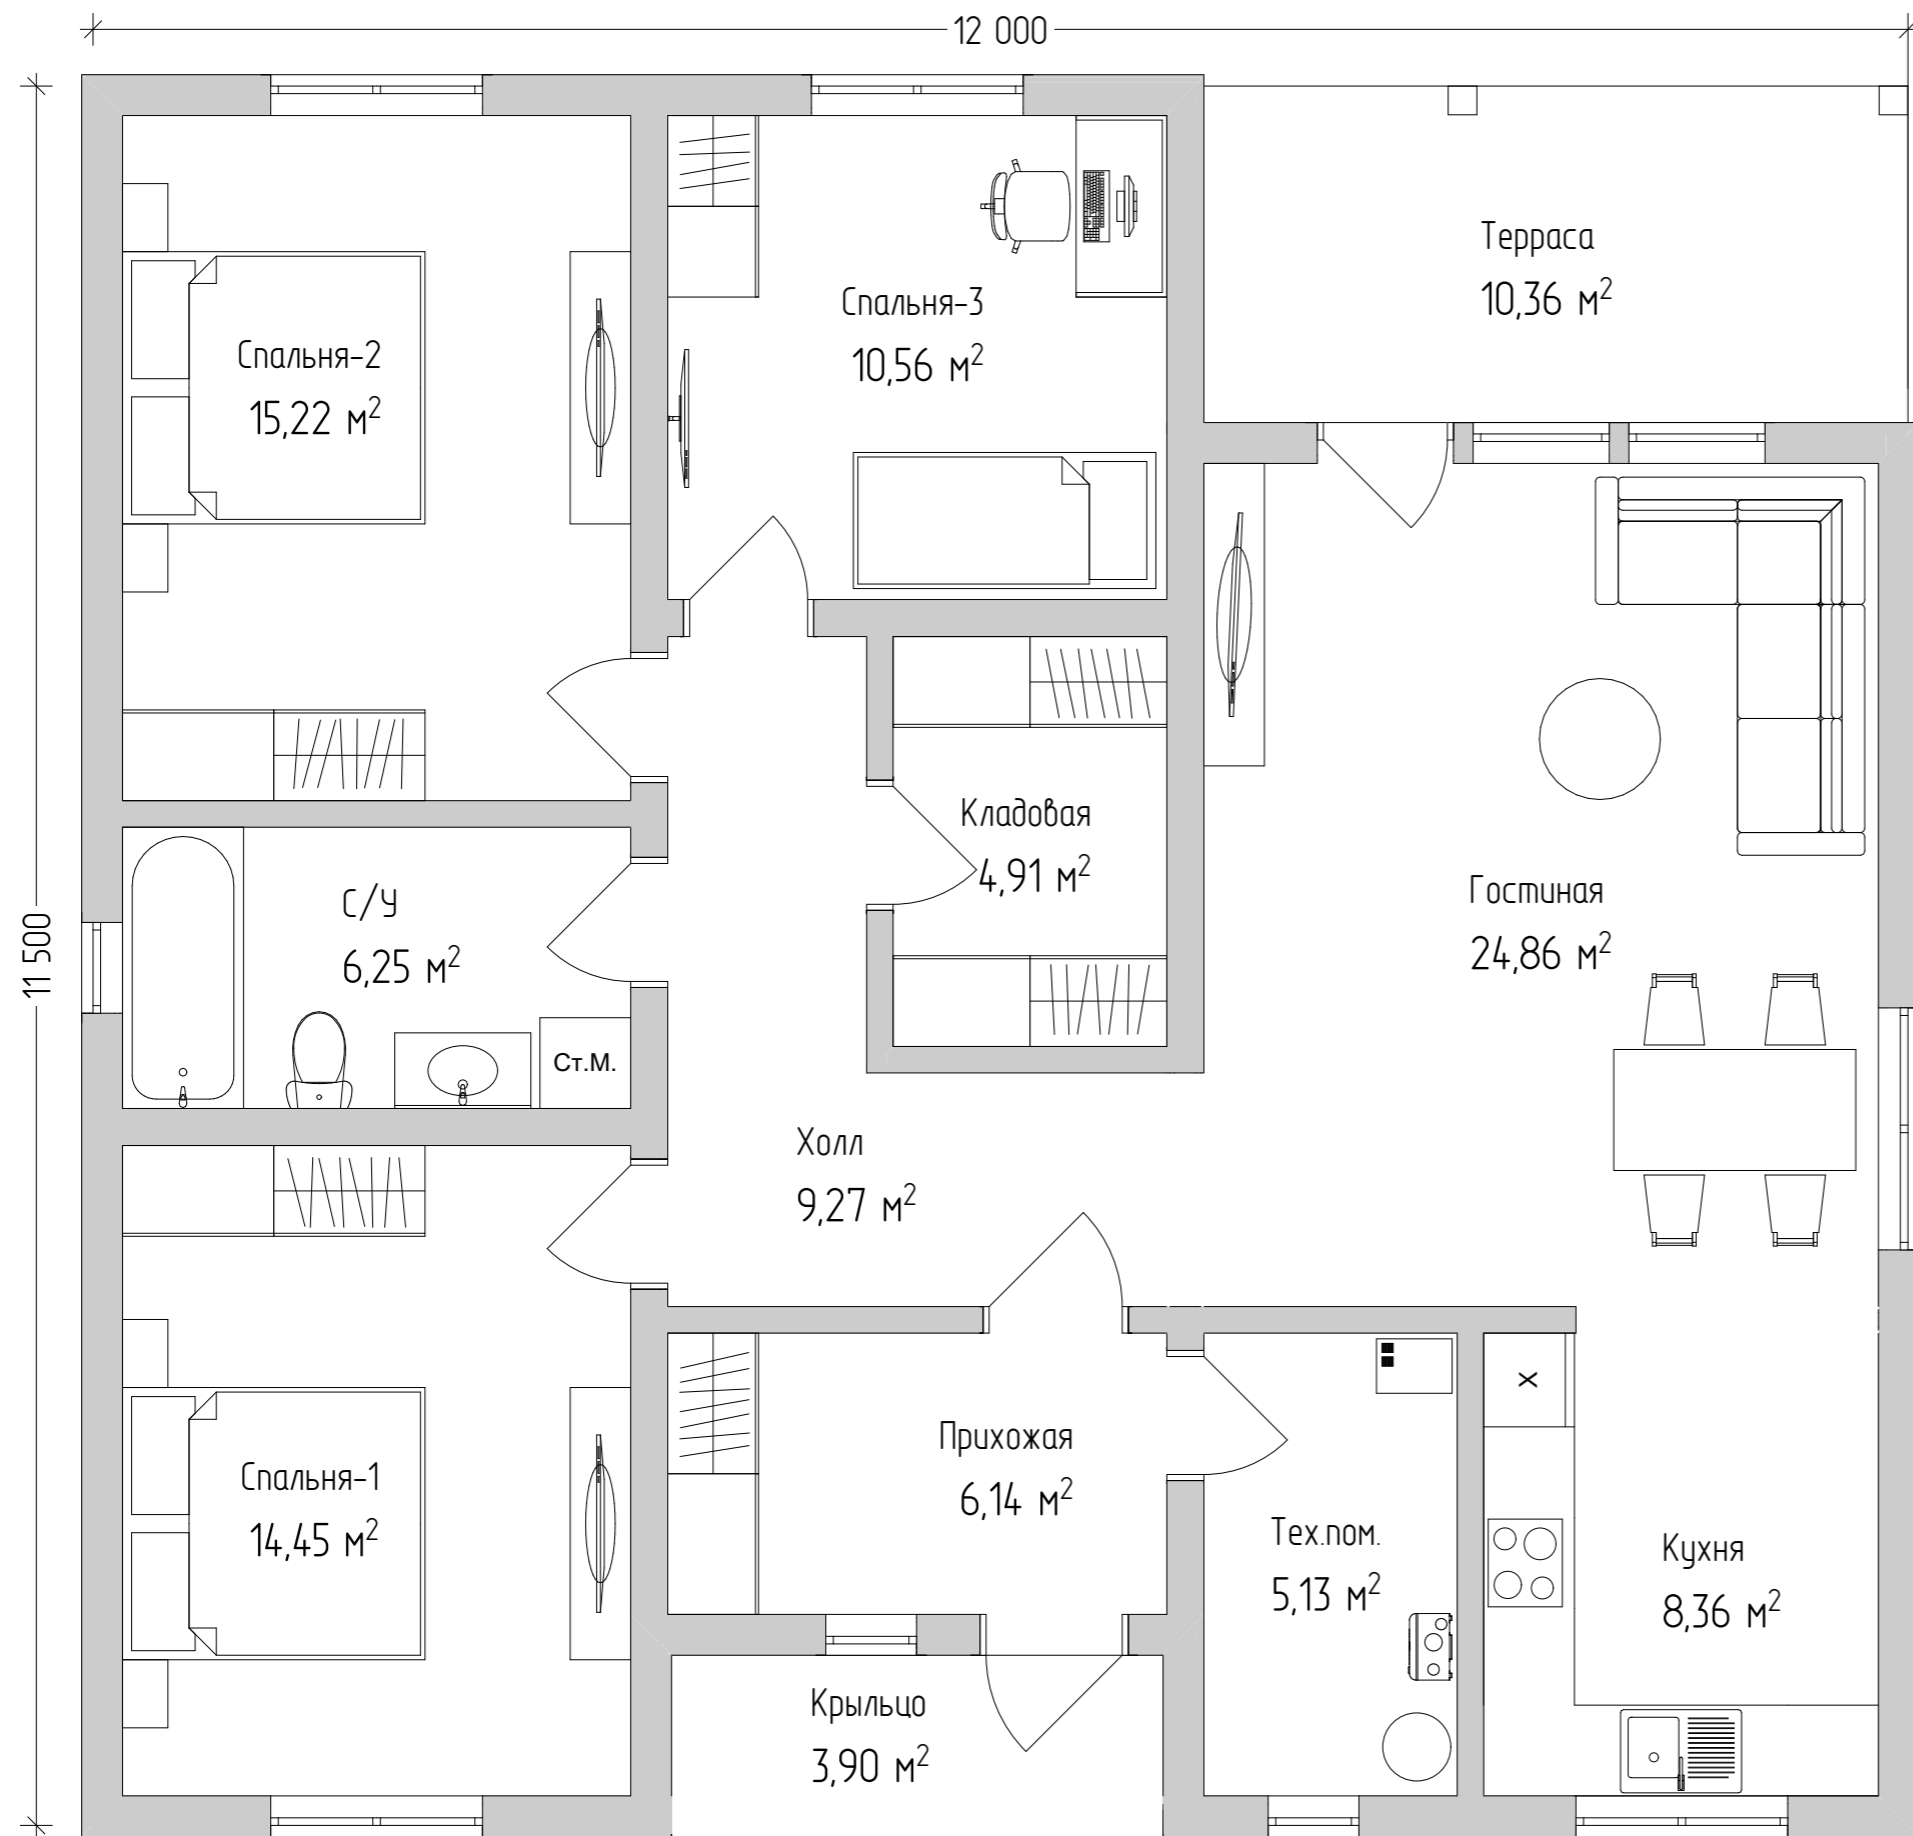 12 000
11 500
Терраса
10,36 м²
Спальня-3
10,56 м²
Спальня-2
15,22 м²
Кладовая
4,91 м²
С/У
6,25 м²
Гостиная
24,86 м²
Ст.М.
Холл
9,27 м²
X
Прихожая
6,14 м²
Спальня-1
14,45 м²
Тех.пом.
5,13 м²
Кухня
8,36 м²
Крыльцо
3,90 м²